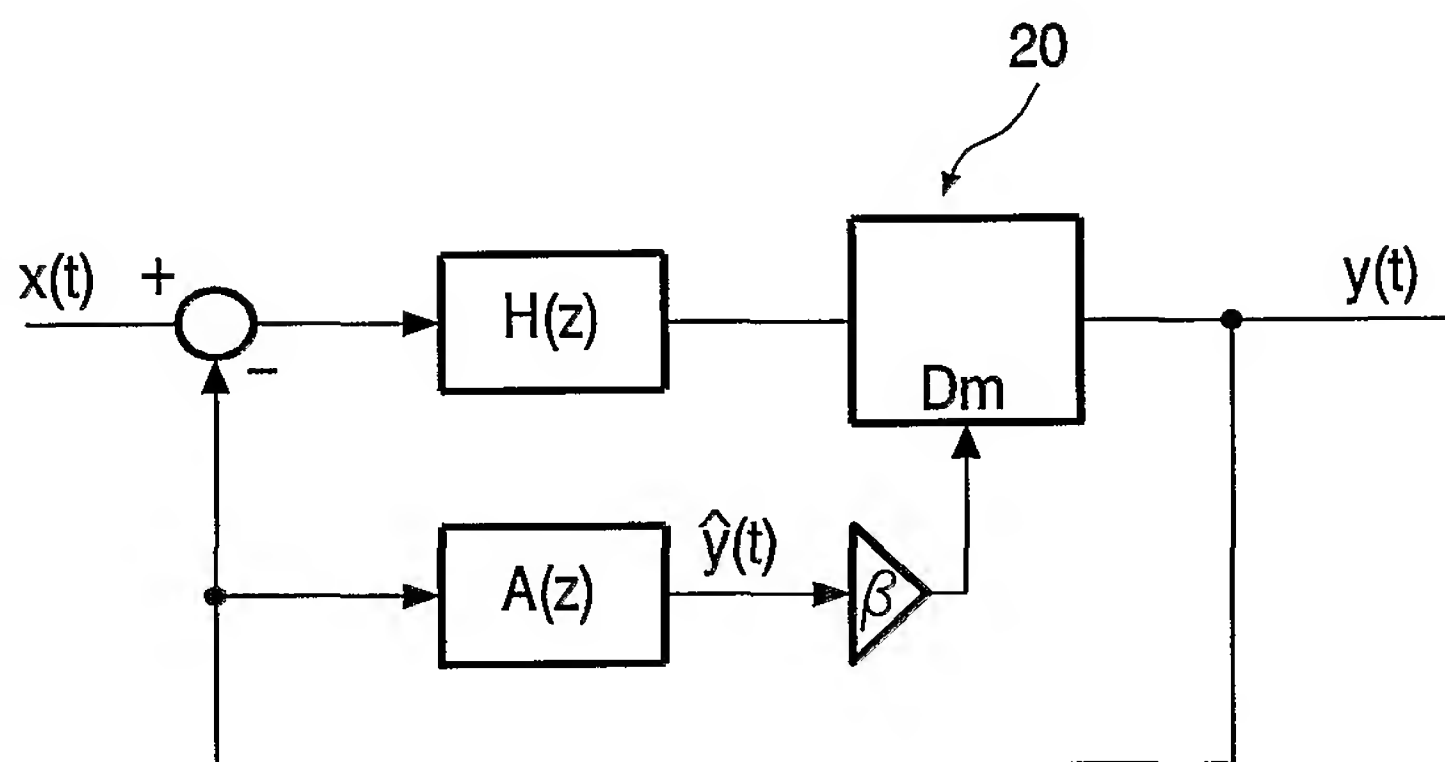 20
x(t)
+
−
H(z)
Dm
y(t)
A(z)
ŷ(t)
β